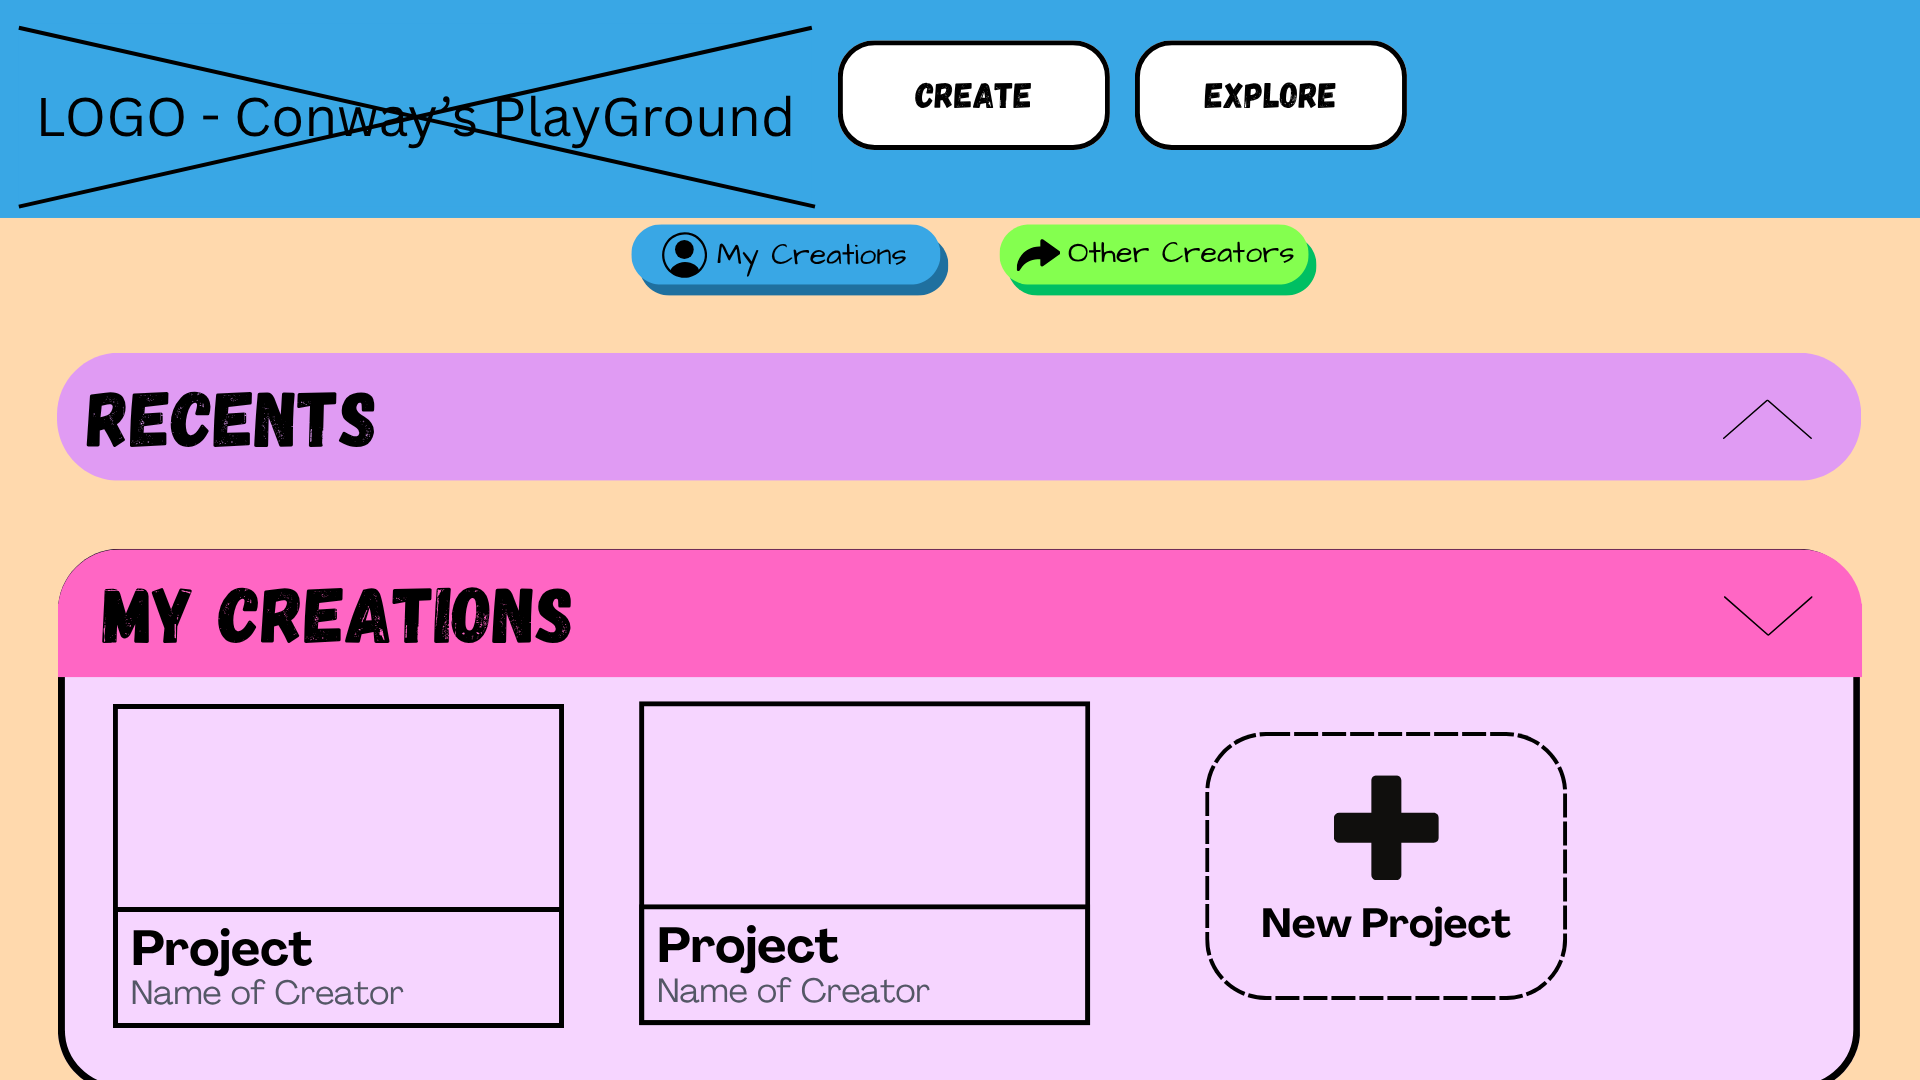 LOGO - Conway's PlayGround
CREATE
EXPLORE
My Creations
Other Creators
RECENTS
MY CREATIONS
Project
Name of Creator
Project
Name of Creator
New Project